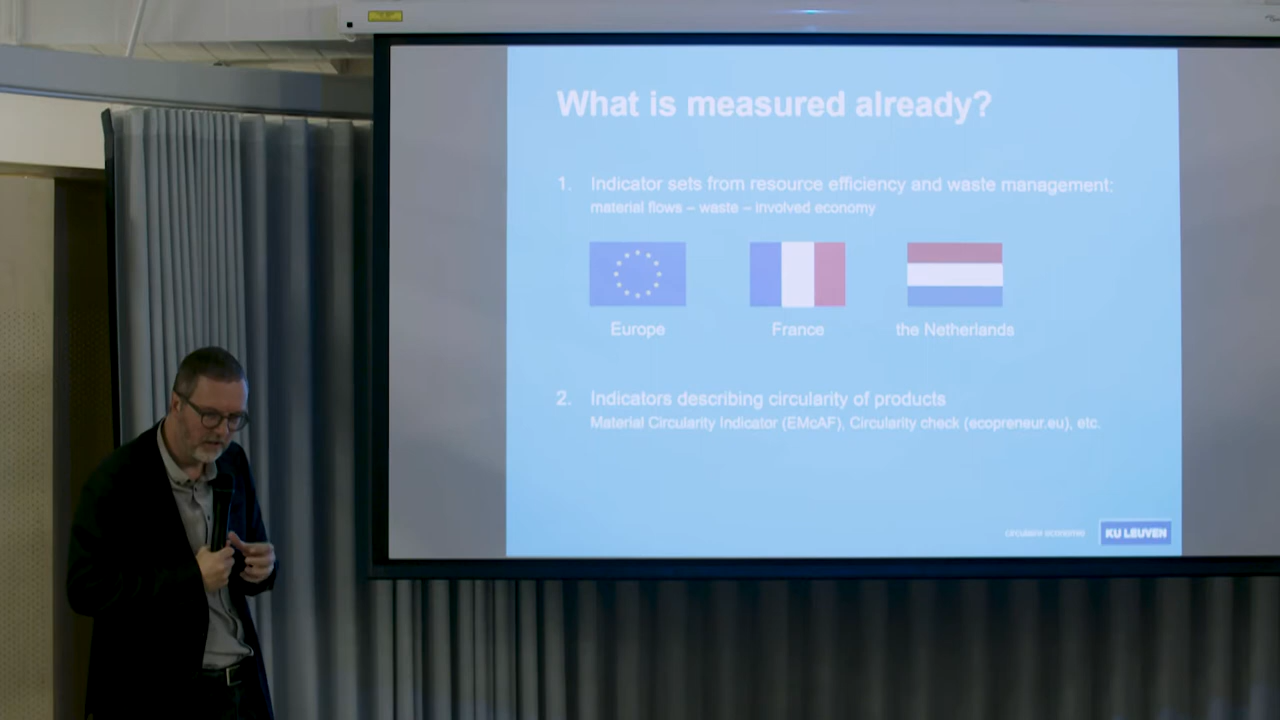 What is measured already?
1. Indicator sets from resource efficiency and waste management:
material flows – waste – involved economy
Europe
France
the Netherlands
2. Indicators describing circularity of products
Material Circularity Indicator (EMcAF), Circularity check (ecopreneur.eu), etc.
circulaire economie
KU LEUVEN